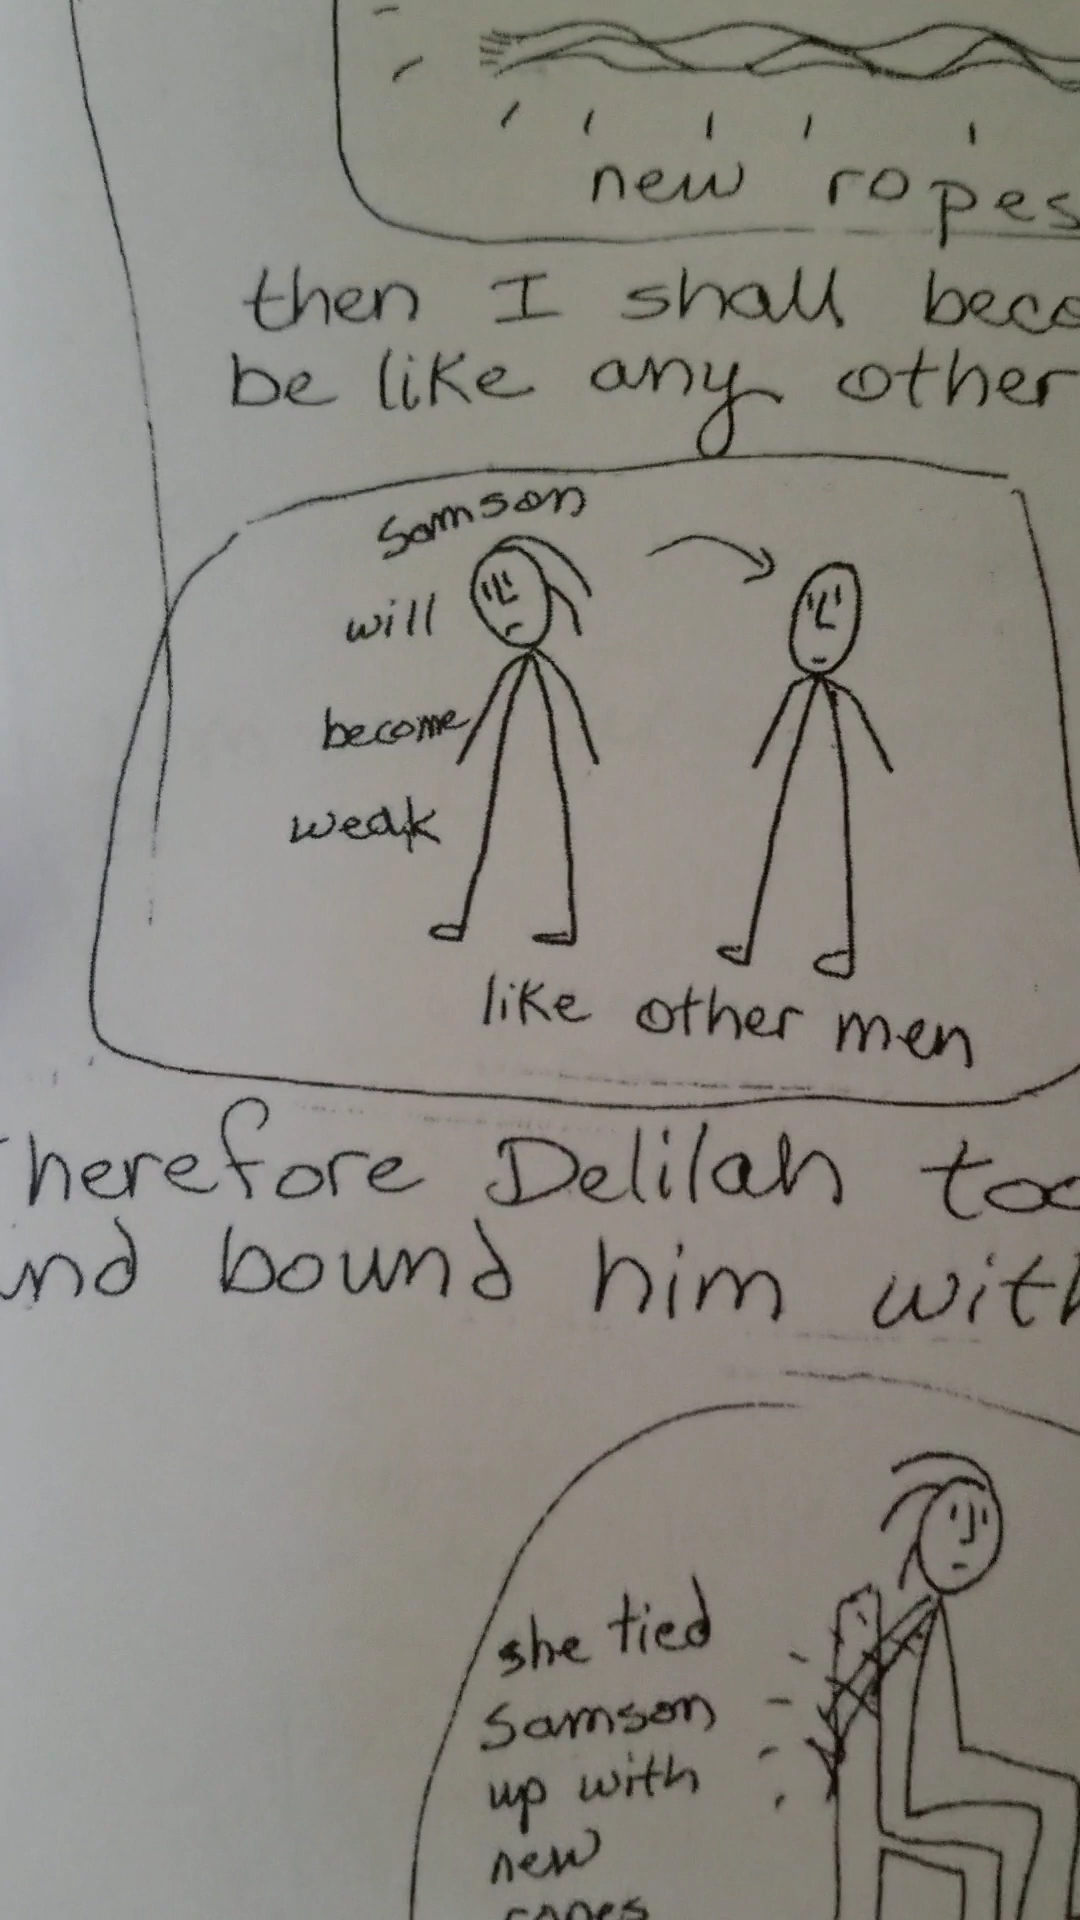 new ropes
then I shall beco
be like any other
Samson
will
become
weak
like other men
herefore Delilah too
nd bound him with
she tied
Samson
up with
new
ropes